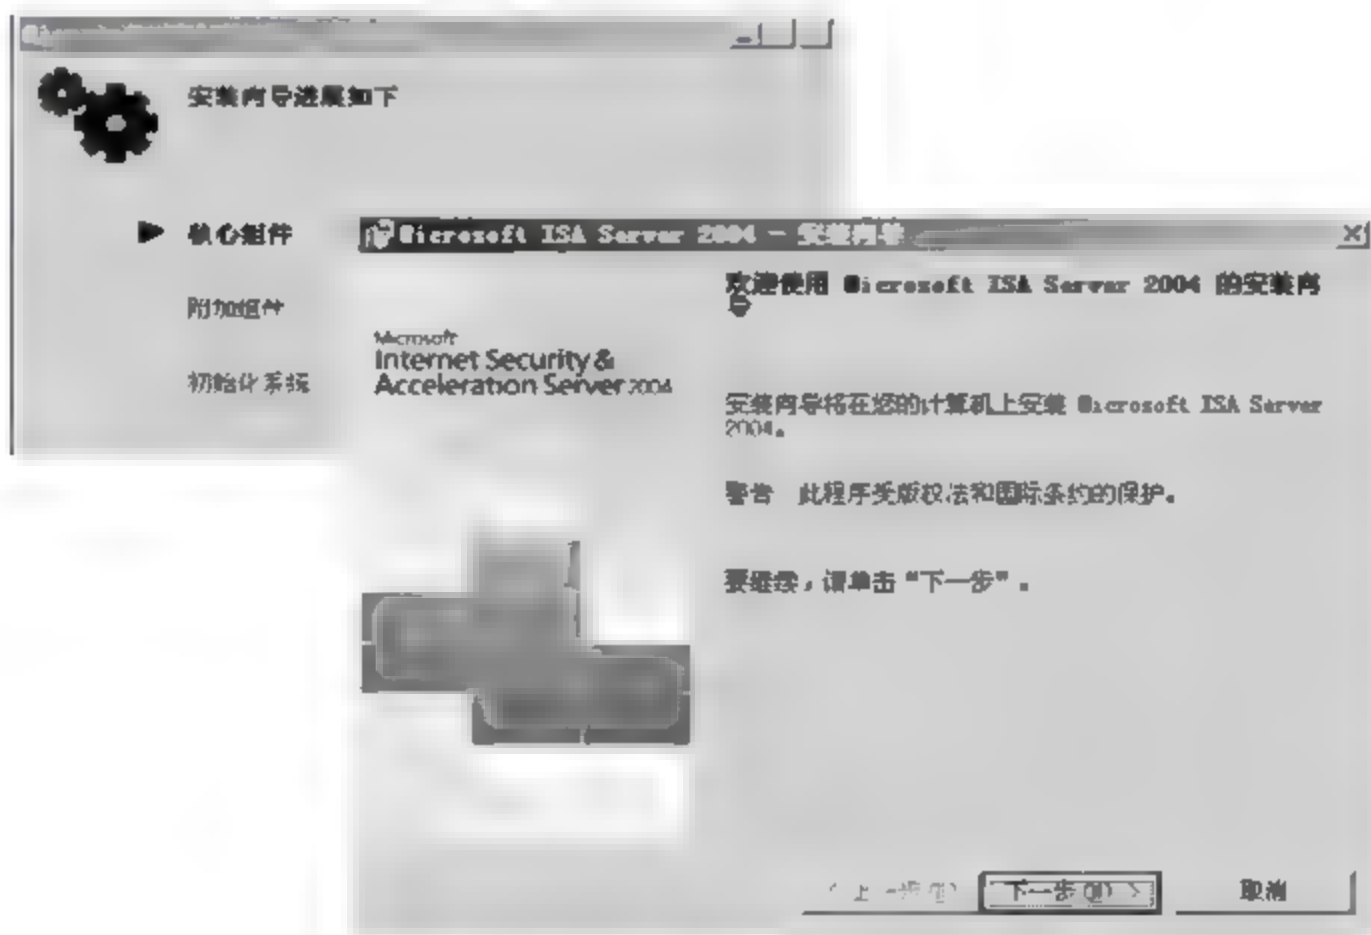 安装向导进展如下
核心组件
附加组件
初始化系统
Microsoft ISA Server 2004 - 安装向导
Microsoft
Internet Security &
Acceleration Server 2004
欢迎使用 Microsoft ISA Server 2004 的安装向
导
安装向导将在您的计算机上安装 Microsoft ISA Server
2004。
警告 此程序受版权法和国际条约的保护。
要继续，请单击“下一步”。
< 上一步
下一步(N) >
取消